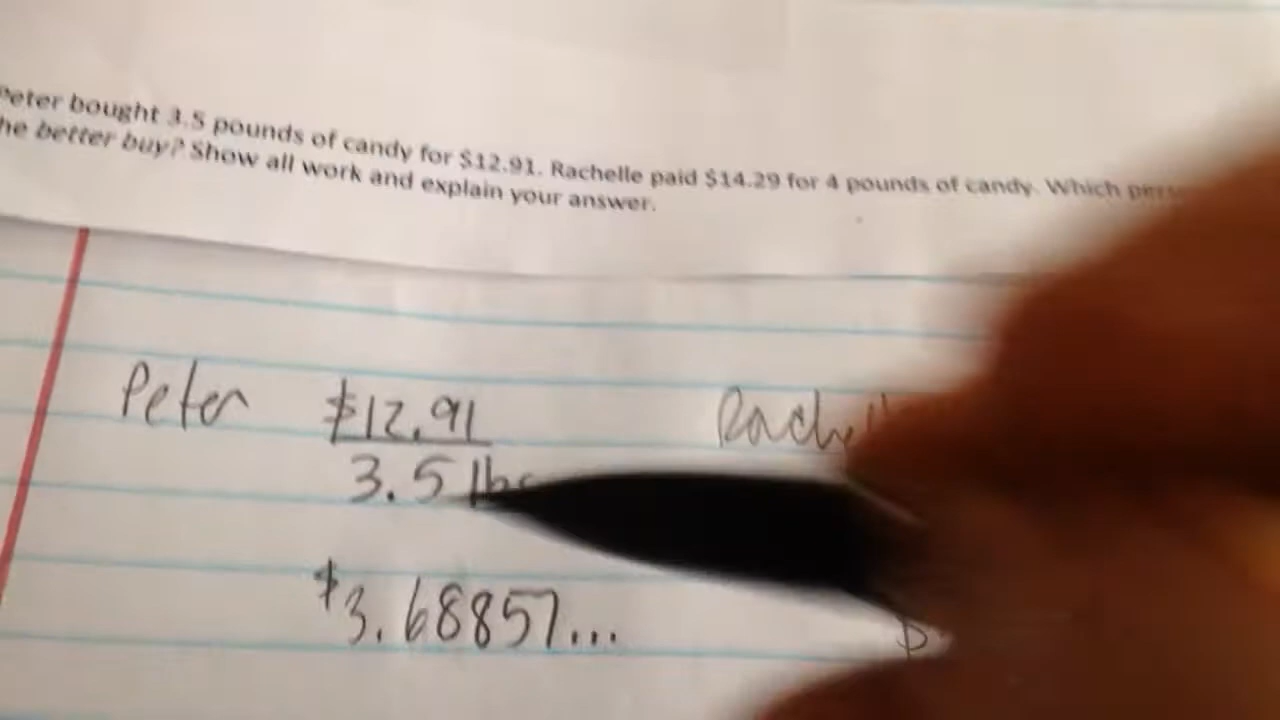 Peter bought 3.5 pounds of candy for $12.91. Rachelle paid $14.29 for 4 pounds of candy. Which
better buy? Show all work and explain your answer.
Peter $12.91
3.5 lbs
$3.68857...